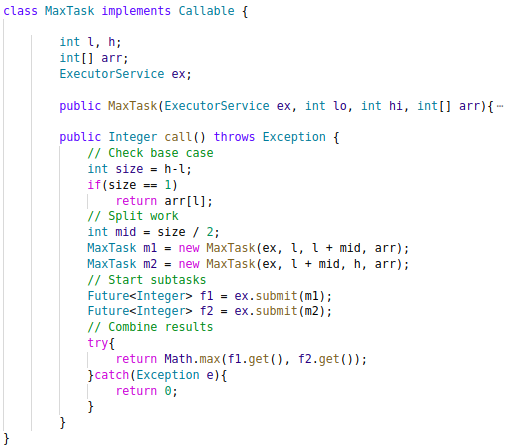 class MaxTask implements Callable {
int l, h;
int[] arr;
ExecutorService ex;
public MaxTask(ExecutorService ex, int lo, int hi, int[] arr){⋯
public Integer call() throws Exception {
// Check base case
int size = h-l;
if(size == 1)
return arr[l];
// Split work
int mid = size / 2;
MaxTask m1 = new MaxTask(ex, l, l + mid, arr);
MaxTask m2 = new MaxTask(ex, l + mid, h, arr);
// Start subtasks
Future<Integer> f1 = ex.submit(m1);
Future<Integer> f2 = ex.submit(m2);
// Combine results
try{
return Math.max(f1.get(), f2.get());
}catch(Exception e){
return 0;
}
}
}